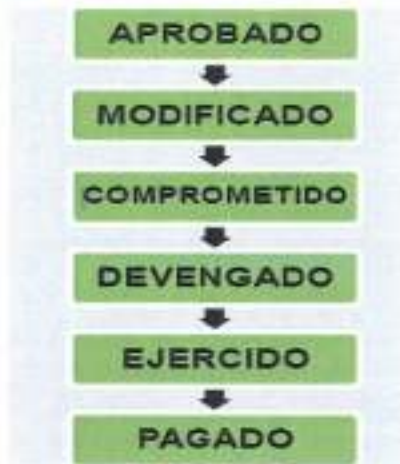 APROBADO
MODIFICADO
COMPROMETIDO
DEVENGADO
EJERCIDO
PAGADO